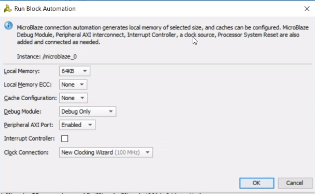 Run Block Automation
MicroBlaze connection automation generates local memory of selected size, and caches can be configured. MicroBlaze
Debug Module, Peripheral AXI interconnect, Interrupt Controller, a clock source, Processor System Reset are also
added and connected as needed.
Instance: /microblaze_0
Local Memory: 64KB
Local Memory ECC: None
Cache Configuration: None
Debug Module: Debug Only
Peripheral AXI Port: Enabled
Interrupt Controller:
Clock Connection: New Clocking Wizard (100 MHz)
OK Cancel